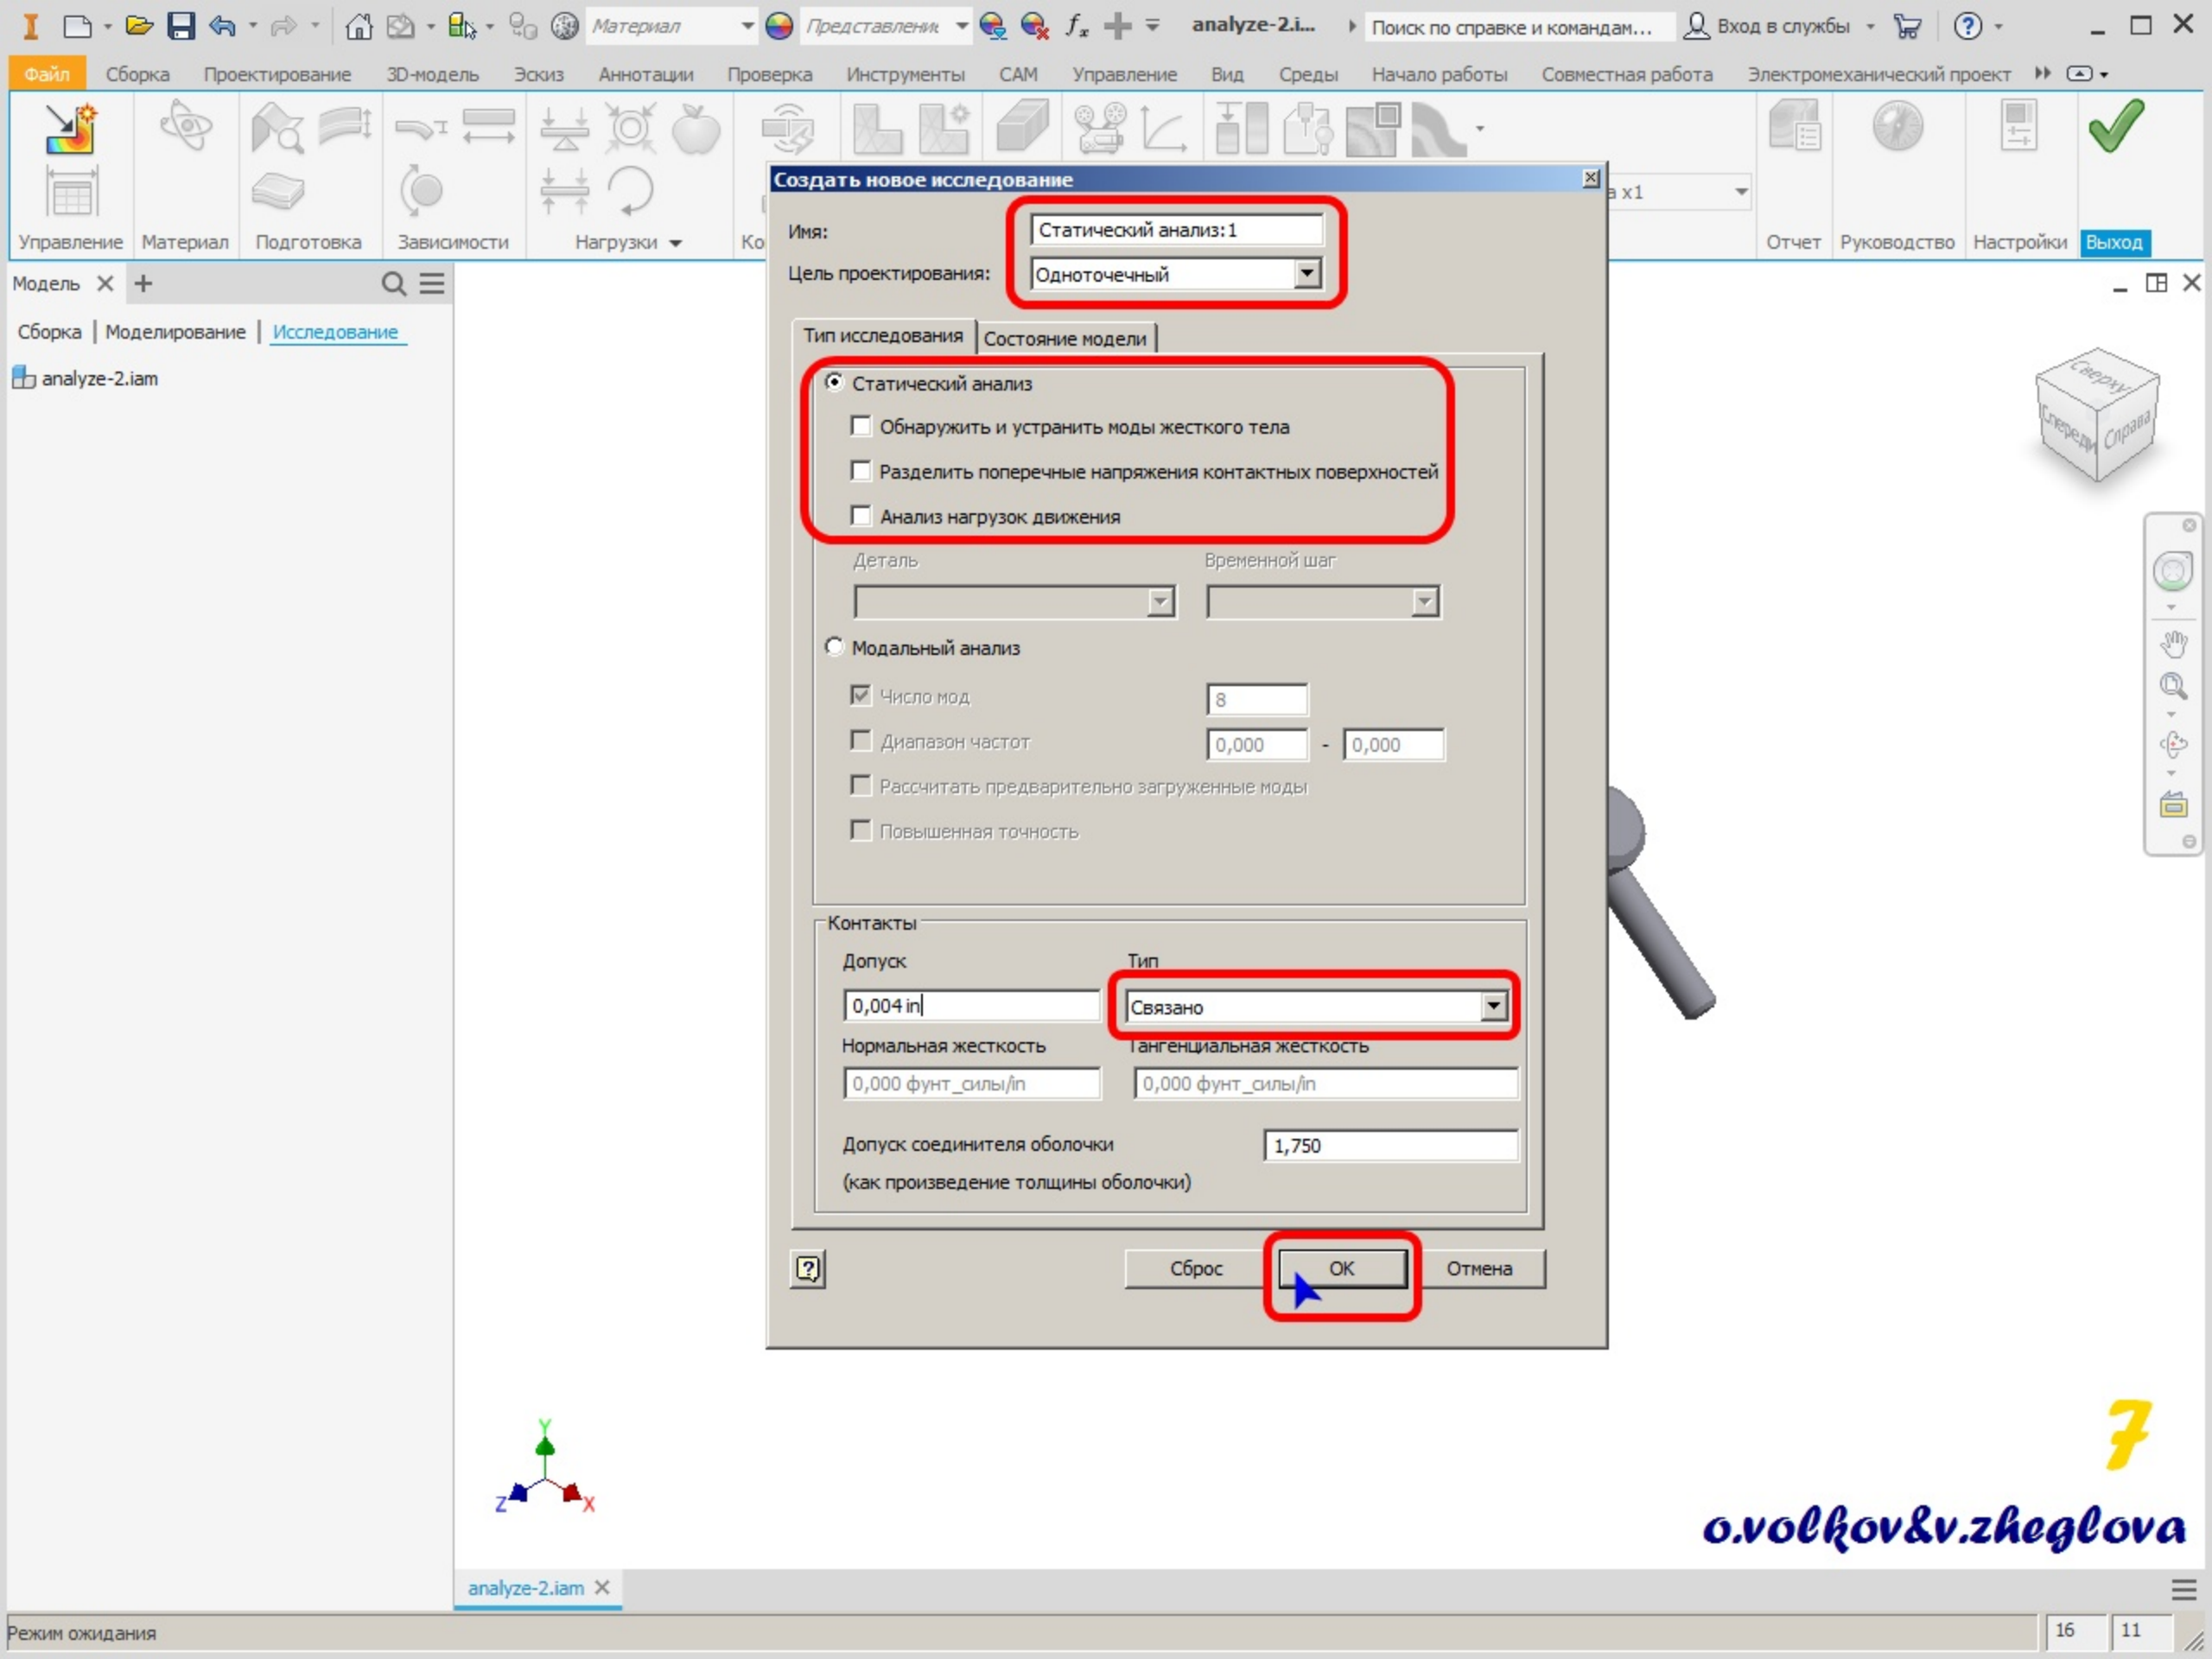 Материал
Представление
fx
analyze-2.i...
Поиск по справке и командам...
Вход в службы
Файл
Сборка
Проектирование
3D-модель
Эскиз
Аннотации
Проверка
Инструменты
CAM
Управление
Вид
Среды
Начало работы
Совместная работа
Электромеханический проект
Управление
Материал
Подготовка
Зависимости
Нагрузки
Ко
а x1
Отчет
Руководство
Настройки
Выход
Создать новое исследование
Имя:
Статический анализ:1
Цель проектирования:
Одноточечный
Тип исследования
Состояние модели
Статический анализ
Обнаружить и устранить моды жесткого тела
Разделить поперечные напряжения контактных поверхностей
Анализ нагрузок движения
Деталь
Временной шаг
Модальный анализ
Число мод
8
Диапазон частот
0,000 - 0,000
Рассчитать предварительно загруженные моды
Повышенная точность
Контакты
Допуск
Тип
0,004 in
Связано
Нормальная жесткость
Тангенциальная жесткость
0,000 фунт_силы/in
0,000 фунт_силы/in
Допуск соединителя оболочки
1,750
(как произведение толщины оболочки)
Сброс
OK
Отмена
Модель
Сборка
Моделирование
Исследование
analyze-2.iam
Сверху
Спереди
Справа
Y
Z
X
7
o.volkov&v.zheglova
analyze-2.iam
Режим ожидания
16
11